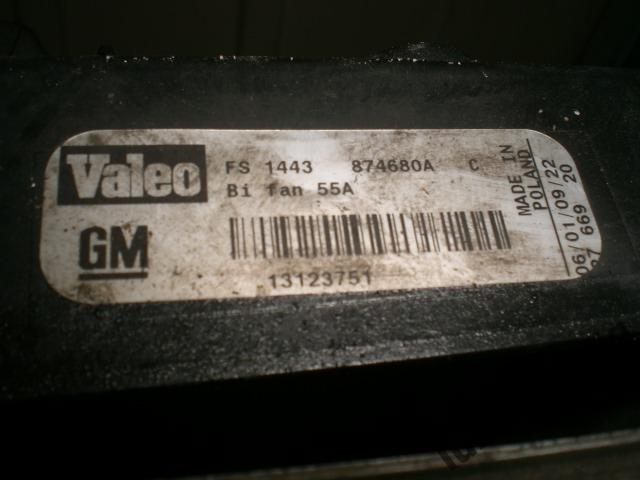 Valeo
FS 1443 874680A C
Bi fan 55A
GM
13123751
MADE IN
POLAND
06/01/09/22
669 20